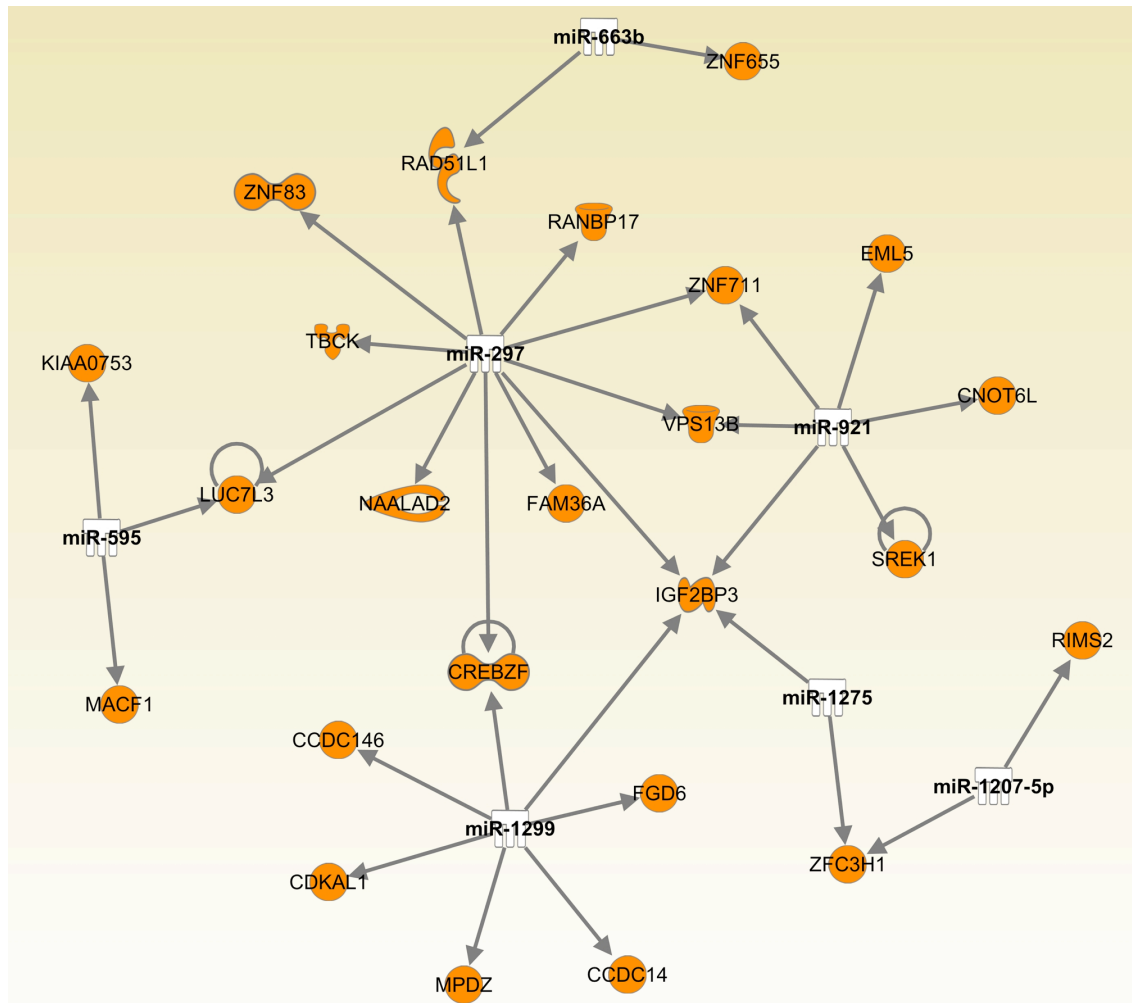 miR-663b
ZNF655
RAD51L1
ZNF83
RANBP17
EML5
ZNF711
TBCK
miR-297
KIAA0753
CNOT6L
VPS13B
miR-921
LUC7L3
NAALAD2
FAM36A
miR-595
SREK1
IGF2BP3
RIMS2
CREBZF
miR-1275
MACF1
CCDC146
miR-1207-5p
FGD6
miR-1299
ZFC3H1
CDKAL1
CCDC14
MPDZ